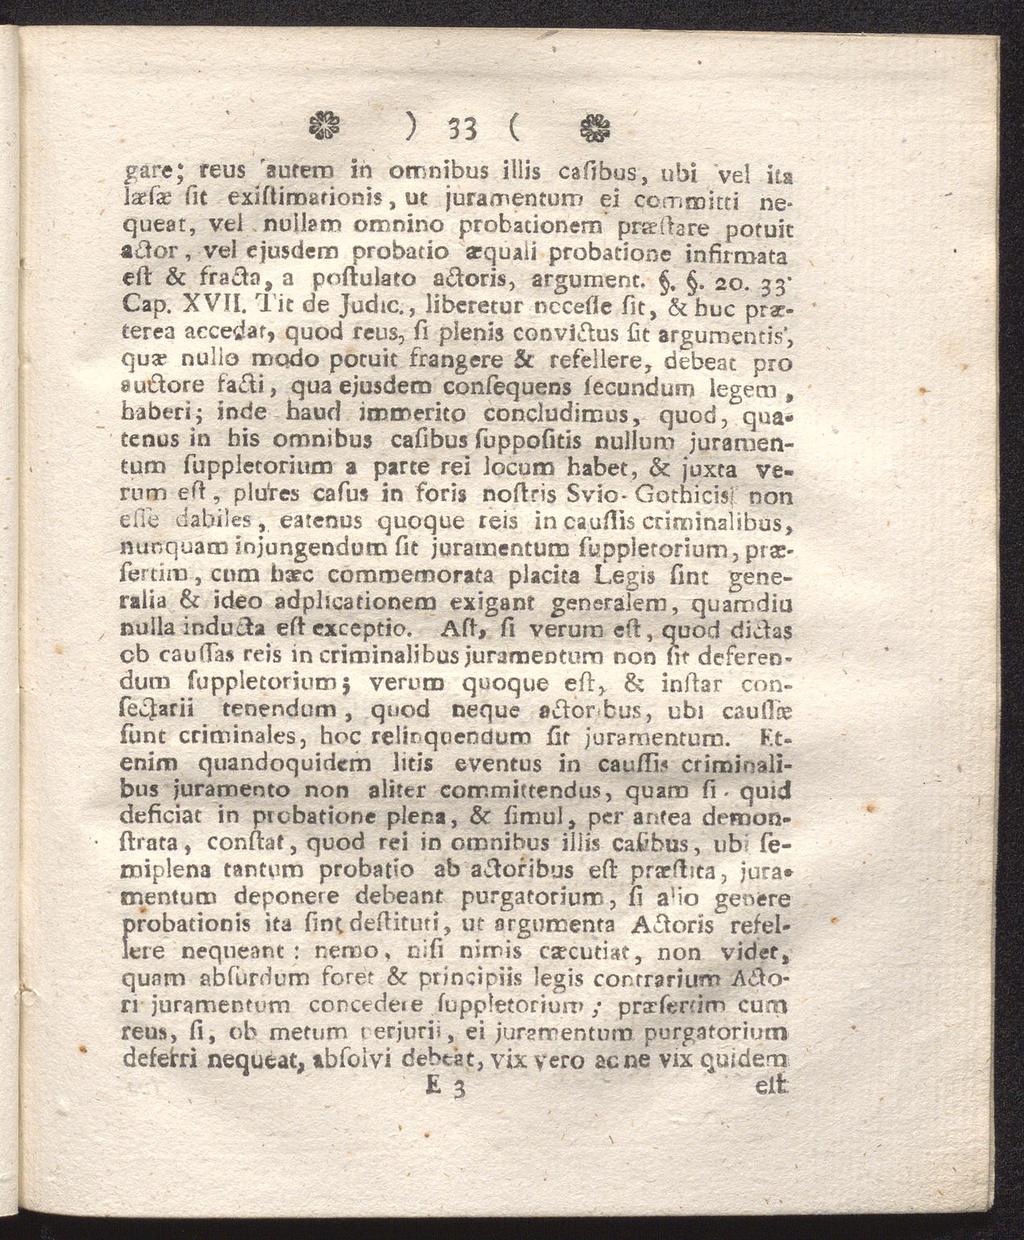 ) 33 (
gare; reus autem in omnibus illis caſibus, ubi vel ita
læſæ ſit exiſtimationis, ut juramentum ei committi ne-
queat, vel nullam omnino probationem præſtare potuit
actor, vel ejusdem probatio æquali probatione infirmata
eſt & fracta, a poſtulato actoris, argument. §. §. 20. 33
Cap. XVII. Tit de Judic., liberetur neceſſe ſit, & huc præ-
terea accedat, quod reus, ſi plenis convictus ſit argumentis,
quæ nullo modo potuit frangere & refellere, debeat pro
auctore facti, qua ejusdem conſequens ſecundum legem,
haberi; inde haud immerito concludimus, quod, qua-
tenus in his omnibus caſibus ſuppoſitis nullum juramen-
tum ſuppletorium a parte rei locum habet, & juxta ve-
rum eſt, plures caſus in foris noſtris Svio-Gothicis non
eſſe dabiles, eatenus quoque reis in cauſſis criminalibus,
nunquam injungendum ſit juramentum ſuppletorium, præ-
ſertim, cum hæc commemorata placita Legis ſint gene-
ralia & ideo adplicationem exigant generalem, quamdiu
nulla inducta eſt exceptio. Aſt, ſi verum eſt, quod dictas
ob cauſſas reis in criminalibus juramentum non ſit deferen-
dum ſuppletorium; verum quoque eſt, & inſtar con-
ſectarii tenendum, quod neque actoribus, ubi cauſſæ
ſunt criminales, hoc relinquendum ſit juramentum. Et-
enim quandoquidem litis eventus in cauſſis criminali-
bus juramento non aliter committendus, quam ſi quid
deficiat in probatione plena, & ſimul, per antea demon-
ſtrata, conſtat, quod rei in omnibus illis caſibus, ubi ſe-
miplena tantum probatio ab actoribus eſt præſtita, jura-
mentum deponere debeant purgatorium, ſi alio genere
probationis ita ſint deſtituti, ut argumenta Actoris refel-
lere nequeant: nemo, niſi nimis cæcutiat, non videt,
quam abſurdum foret & principiis legis contrarium Acto-
ri juramentum concedere ſuppletorium; præſertim cum
reus, ſi, ob metum perjurii, ei juramentum purgatorium
deferri nequeat, abſolvi debeat, vix vero ac ne vix quidem
E 3 eſt